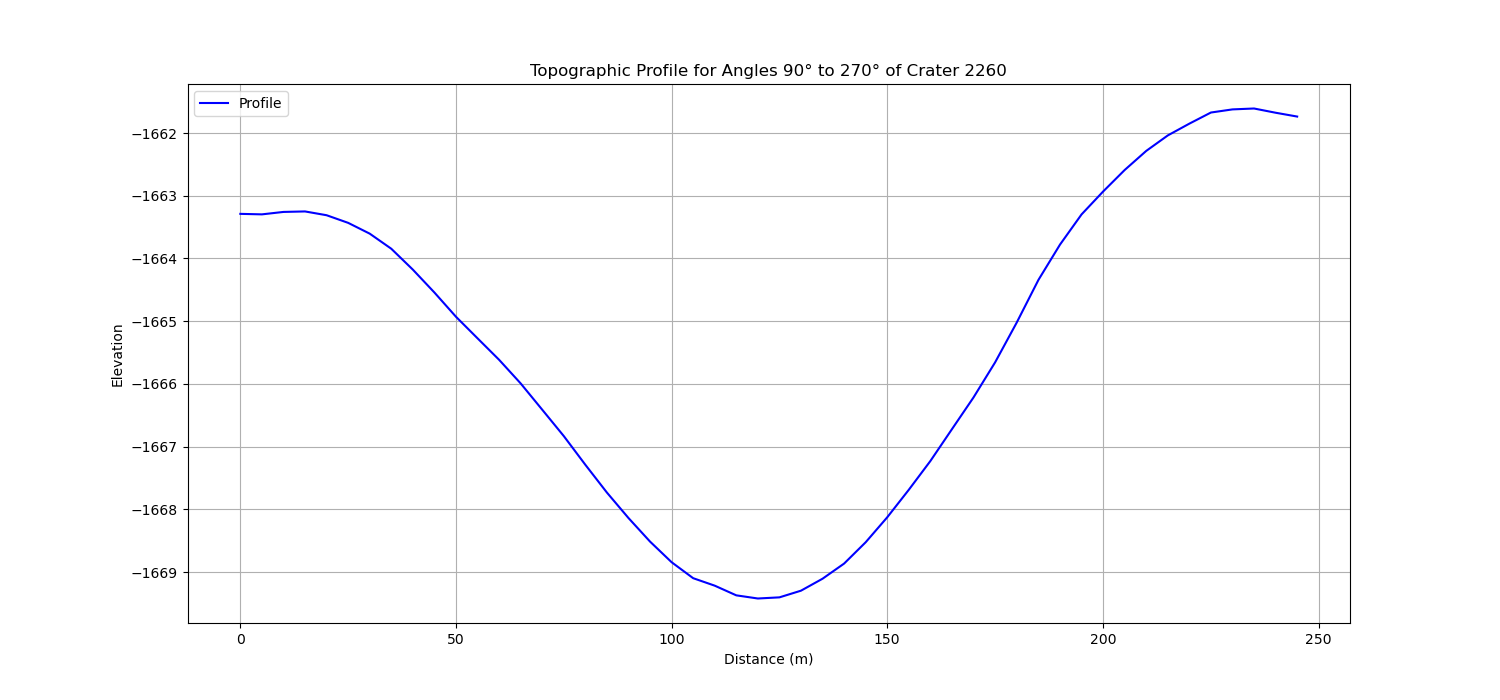 Topographic Profile for Angles 90° to 270° of Crater 2260
Profile
−1662
−1663
−1664
−1665
−1666
−1667
−1668
−1669
Elevation
0 50 100 150 200 250
Distance (m)